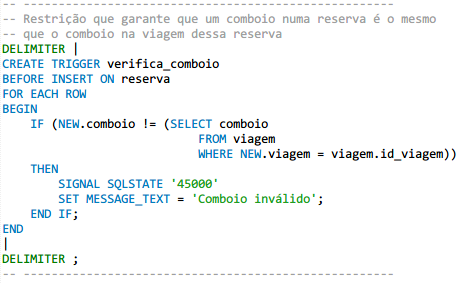 -- -----------------------------------------------------
-- Restrição que garante que um comboio numa reserva é o mesmo
-- que o comboio na viagem dessa reserva
DELIMITER |
CREATE TRIGGER verifica_comboio
BEFORE INSERT ON reserva
FOR EACH ROW
BEGIN
    IF (NEW.comboio != (SELECT comboio
                            FROM viagem
                            WHERE NEW.viagem = viagem.id_viagem))
    THEN
        SIGNAL SQLSTATE '45000'
        SET MESSAGE_TEXT = 'Comboio inválido';
    END IF;
END
|
DELIMITER ;
-- -----------------------------------------------------